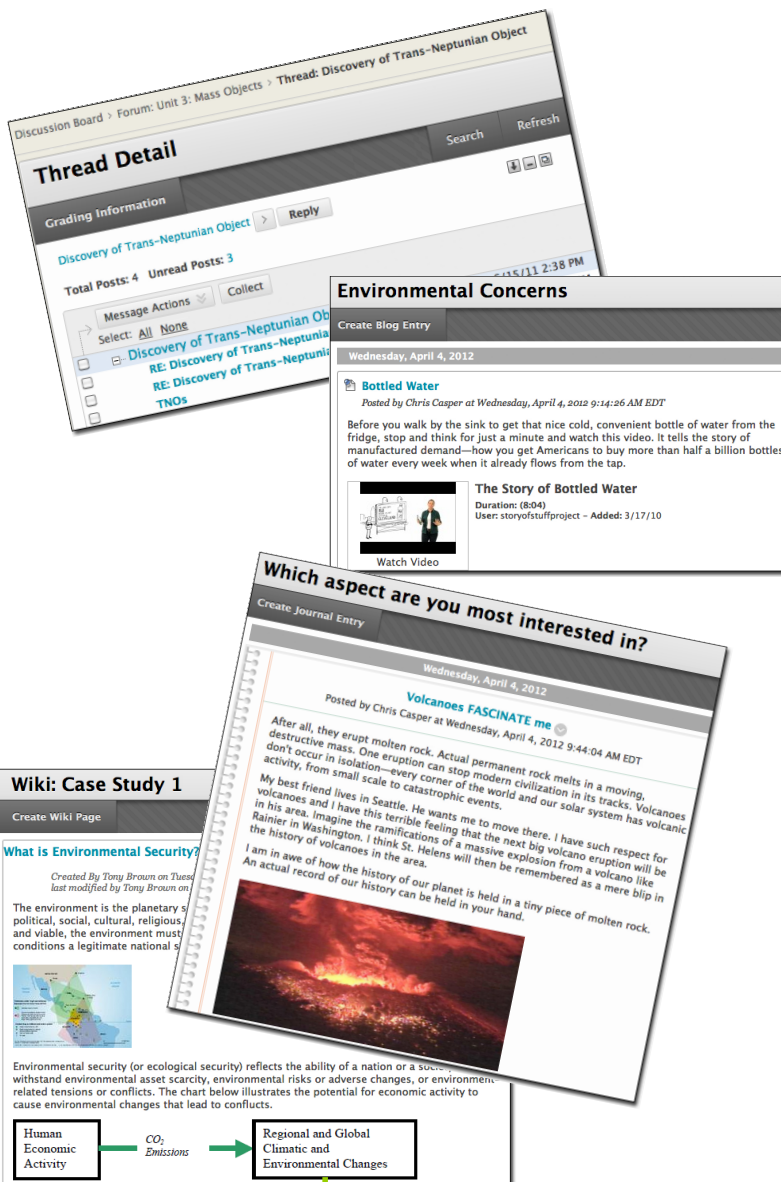 Discussion Board > Forum: Unit 3: Mass Objects > Thread: Discovery of Trans-Neptunian Object
Thread Detail
Search Refresh
Grading Information
Discovery of Trans-Neptunian Object > Reply
Total Posts: 4 Unread Posts: 3
Message Actions Collect
Select: All None
Discovery of Trans-Neptunian Ob
/15/11 2:38 PM
RE: Discovery of Trans-Neptunia
RE: Discovery of Trans-Neptunia
TNOs
Environmental Concerns
Create Blog Entry
Wednesday, April 4, 2012
Bottled Water
Posted by Chris Casper at Wednesday, April 4, 2012 9:14:26 AM EDT
Before you walk by the sink to get that nice cold, convenient bottle of water from the
fridge, stop and think for just a minute and watch this video. It tells the story of
manufactured demand—how you get Americans to buy more than half a billion bottles
of water every week when it already flows from the tap.
The Story of Bottled Water
Duration: (8:04)
User: storyofstuffproject – Added: 3/17/10
Watch Video
Which aspect are you most interested in?
Create Journal Entry
Wednesday, April 4, 2012
Volcanoes FASCINATE me
Posted by Chris Casper at Wednesday, April 4, 2012 9:44:04 AM EDT
After all, they erupt molten rock. Actual permanent rock melts in a moving,
destructive mass. One eruption can stop modern civilization in its tracks. Volcanoes
don't occur in isolation—every corner of the world and our solar system has volcanic
activity, from small scale to catastrophic events.
My best friend lives in Seattle. He wants me to move there. I have such respect for
volcanoes and I have this terrible feeling that the next big volcano eruption will be
in his area. Imagine the ramifications of a massive explosion from a volcano like
Rainier in Washington. I think St. Helens will then be remembered as a mere blip in
the history of volcanoes in the area.
I am in awe of how the history of our planet is held in a tiny piece of molten rock.
An actual record of our history can be held in your hand.
Wiki: Case Study 1
Create Wiki Page
What is Environmental Security?
Created By Tony Brown on Tuesd
last modified by Tony Brown on
The environment is the planetary s
political, social, cultural, religious,
and viable, the environment must
conditions a legitimate national s
Environmental security (or ecological security) reflects the ability of a nation or a
withstand environmental asset scarcity, environmental risks or adverse changes, or environment-
related tensions or conflicts. The chart below illustrates the potential for economic activity to
cause environmental changes that lead to conflucts.
Human
Economic
Activity
CO₂
Emissions
Regional and Global
Climatic and
Environmental Changes